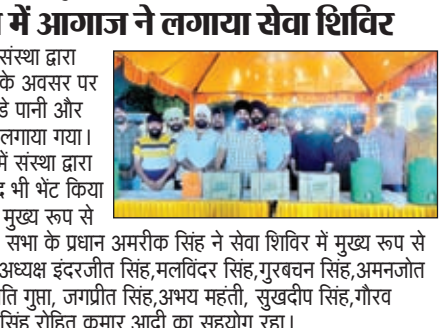 में आगाज ने लगाया सेवा शिविर
संस्था द्वारा
के अवसर पर
डे पानी और
लगाया गया।
में संस्था द्वारा
द भी भेंट किया
मुख्य रूप से
सभा के प्रधान अमरीक सिंह ने सेवा शिविर में मुख्य रूप से
अध्यक्ष इंदरजीत सिंह,मलविंदर सिंह,गुरबचन सिंह,अमनजोत
ति गुप्ता, जगप्रीत सिंह,अभय महंती, सुखदीप सिंह,गौरव
सिंह रोहित कुमार आदी का सहयोग रहा।